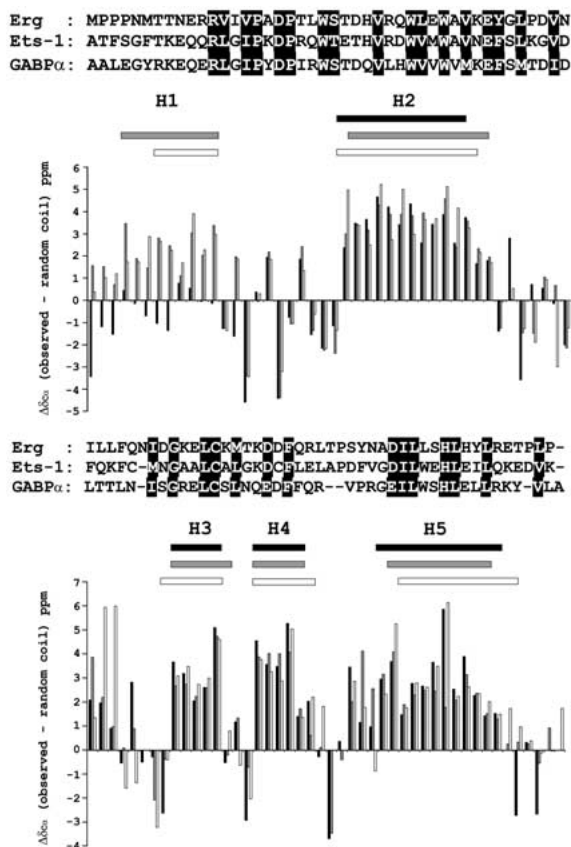 Erg : MPPPNMTTNERRVIVPADPTLWSTDHVRQWLEWAVKEYGLPDVN
Ets-1: ATFSGFTKEQQRLGIPKDPRQWTETHVRDWVMWAVNEFSLKGVD
GABPα: AALEGYRKEQERLGIPYDPIRWSTDQVLHWVVWVMKEFSMTDID
H1 H2
Δδcα (observed - random coil) ppm
6
5
4
3
2
1
0
-1
-2
-3
-4
-5
Erg : ILLFQNIDGKELCKMTKDDFQRLTPSYNADILLSHLHYLRETPLP-
Ets-1: FQKFC-MNGAALCALGKDCFLELAPDFVGDILWEHLEILQKEDVK-
GABPα: LTTLN-ISGRELCSLNQEDFFQR--VPRGEILWSHLELLRKY-VLA
H3 H4 H5
Δδcα (observed - random coil) ppm
7
6
5
4
3
2
1
0
-1
-2
-3
-4